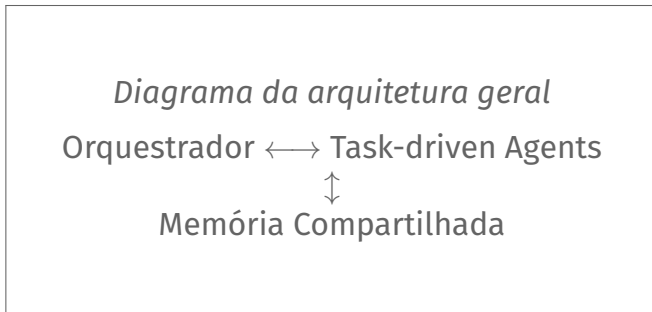 Diagrama da arquitetura geral
Orquestrador ⟷ Task-driven Agents
↕
Memória Compartilhada